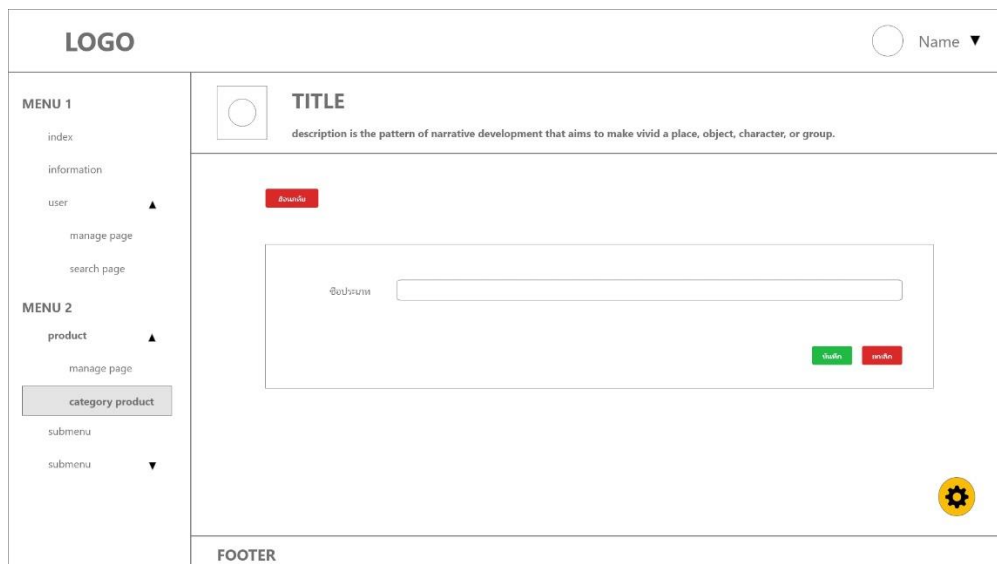 LOGO
Name
MENU 1
index
information
user
manage page
search page
MENU 2
product
manage page
category product
submenu
submenu
TITLE
description is the pattern of narrative development that aims to make vivid a place, object, character, or group.
ย้อนกลับ
ชื่อประเภท
บันทึก
ยกเลิก
FOOTER